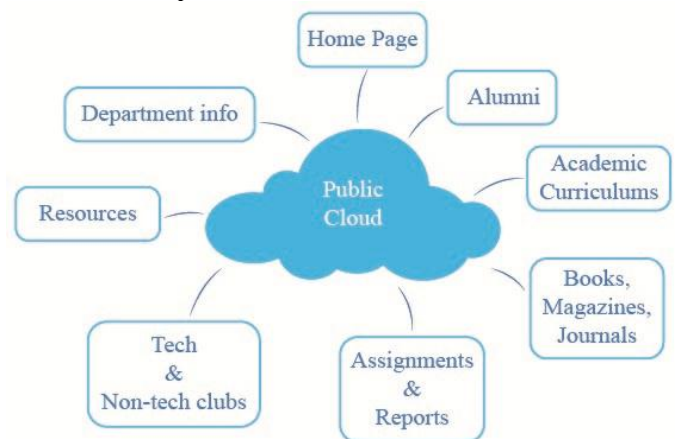 Home Page
Department info
Alumni
Academic
Curriculums
Public
Cloud
Resources
Books,
Magazines,
Journals
Tech
&
Non-tech clubs
Assignments
&
Reports